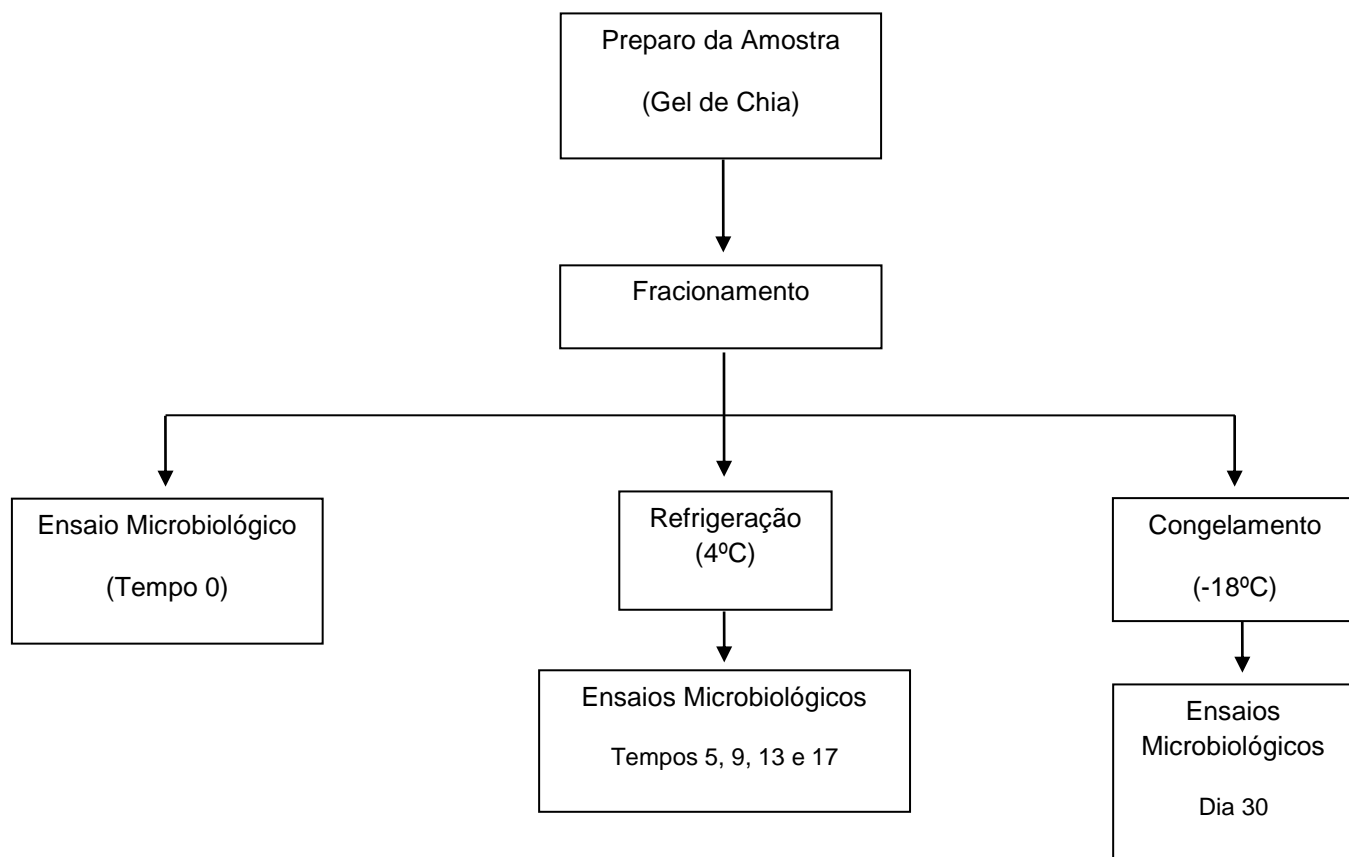 Preparo da Amostra
(Gel de Chia)
Fracionamento
Ensaio Microbiológico
(Tempo 0)
Refrigeração
(4ºC)
Congelamento
(-18ºC)
Ensaios Microbiológicos
Tempos 5, 9, 13 e 17
Ensaios
Microbiológicos
Dia 30